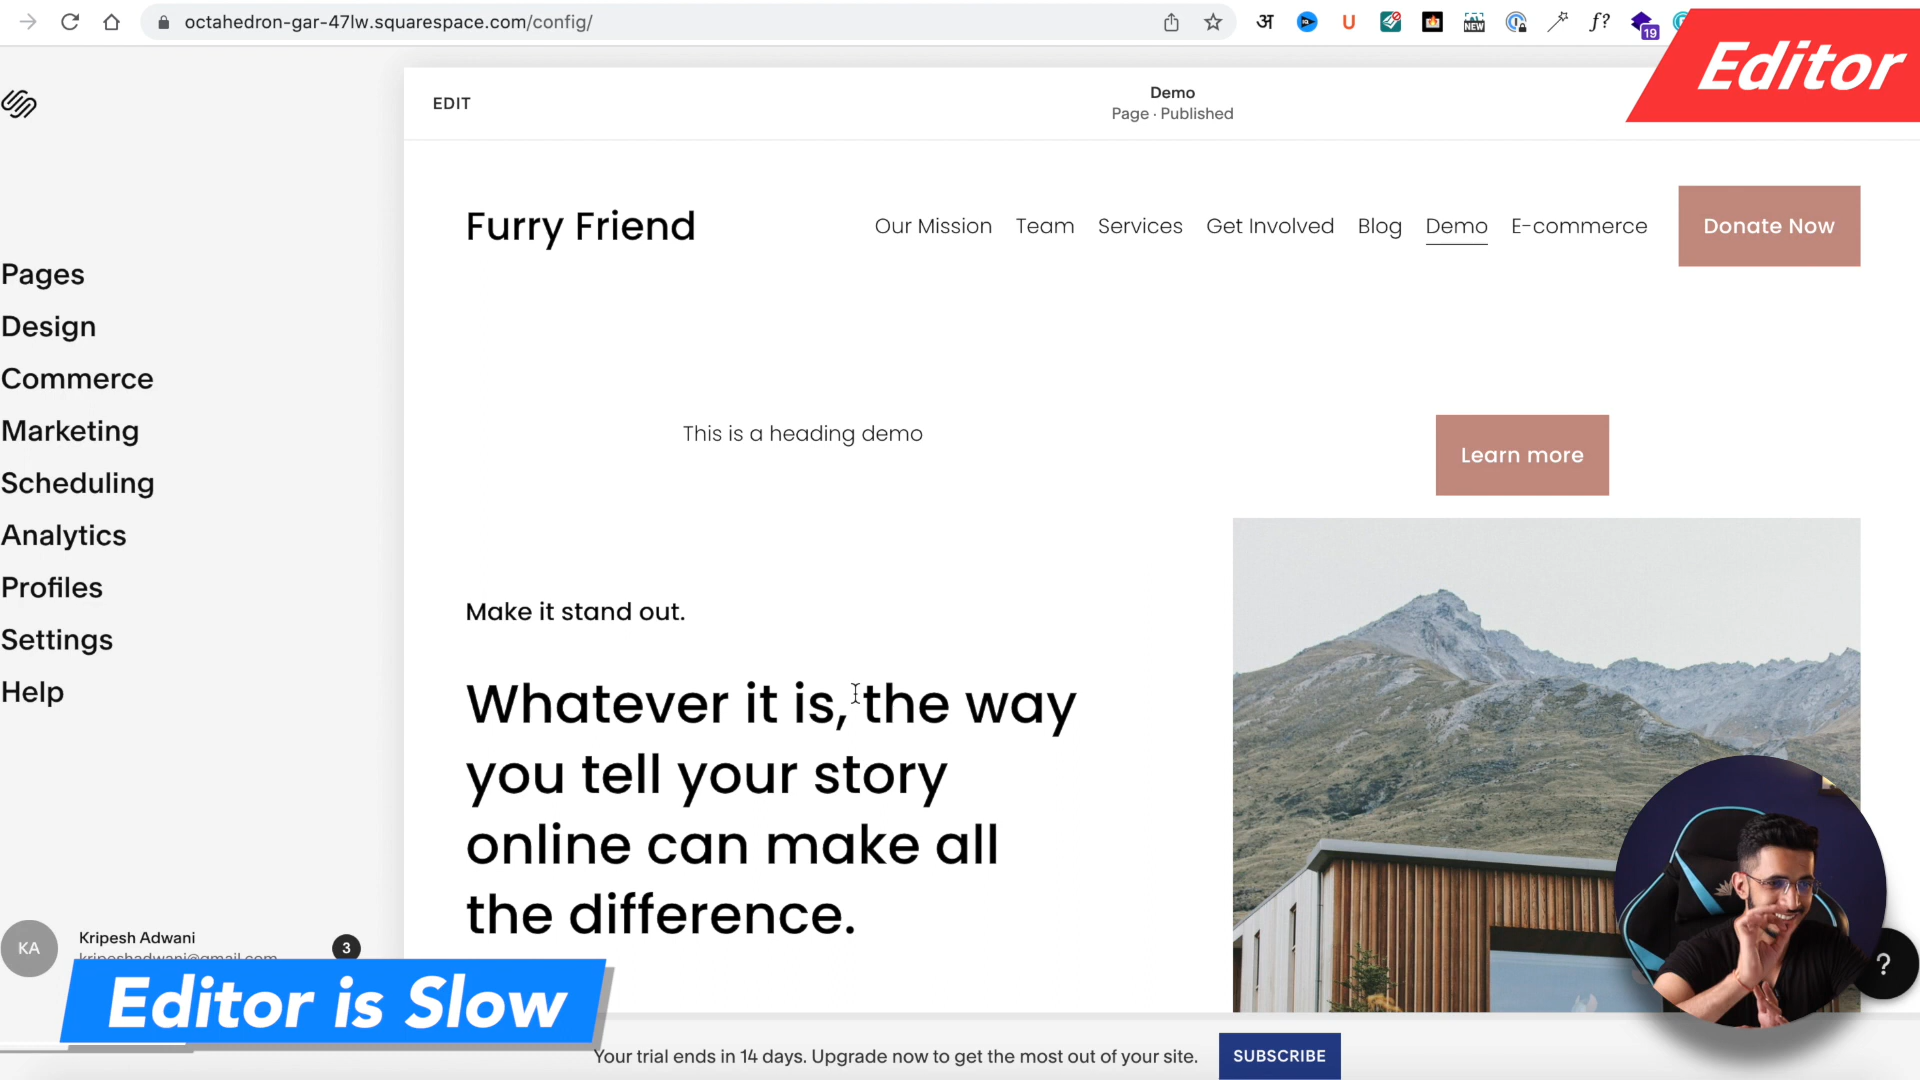 octahedron-gar-47lw.squarespace.com/config/
अ
U
NEW
f?
19
Editor
EDIT
Demo
Page · Published
Furry Friend
Our Mission
Team
Services
Get Involved
Blog
Demo
E-commerce
Donate Now
Pages
Design
Commerce
Marketing
Scheduling
Analytics
Profiles
Settings
Help
This is a heading demo
Learn more
Make it stand out.
Whatever it is, the way
you tell your story
online can make all
the difference.
KA
Kripesh Adwani
kripeshadwani@gmail.com
3
Editor is Slow
?
Your trial ends in 14 days. Upgrade now to get the most out of your site.
SUBSCRIBE